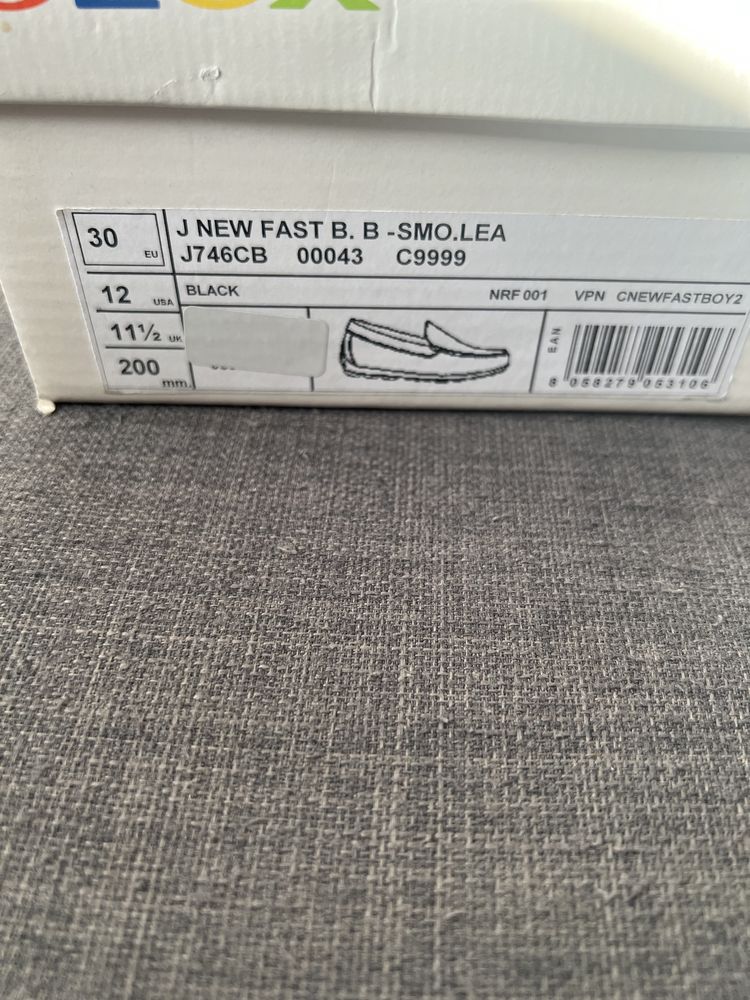 30 EU
J NEW FAST B. B -SMO.LEA
J746CB 00043 C9999
12 USA
BLACK
NRF 001 VPN CNEWFASTBOY2
11½ UK
200 mm.
EAN
8 058279 053106